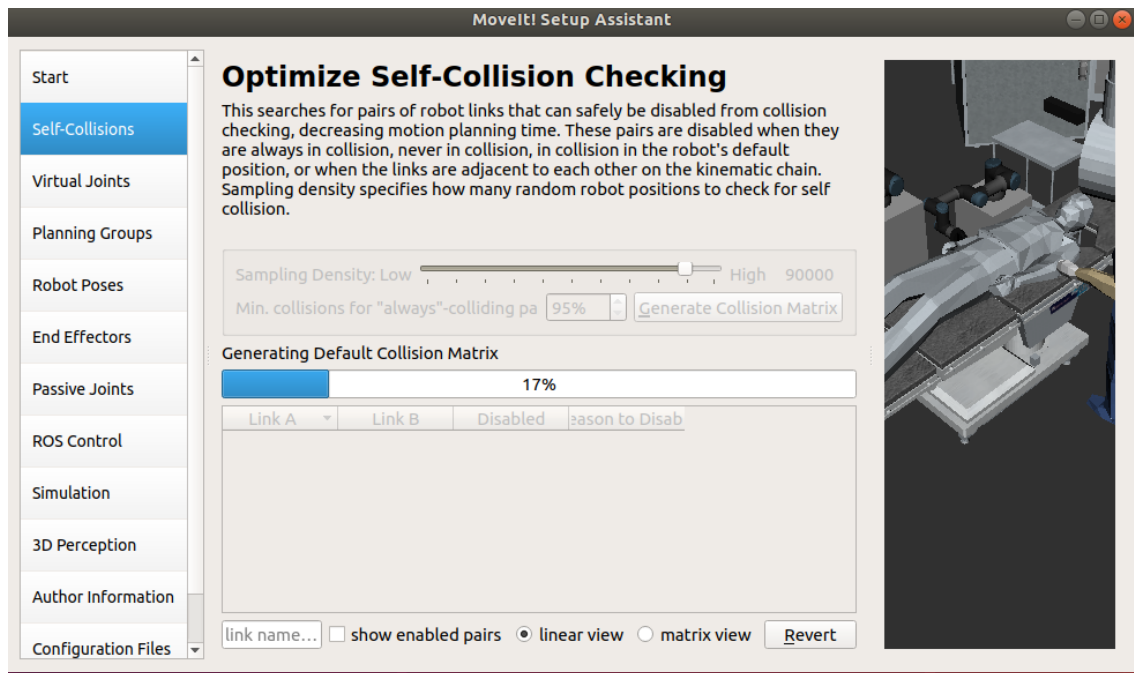 MoveIt! Setup Assistant
Start
Self-Collisions
Virtual Joints
Planning Groups
Robot Poses
End Effectors
Passive Joints
ROS Control
Simulation
3D Perception
Author Information
Configuration Files
Optimize Self-Collision Checking
This searches for pairs of robot links that can safely be disabled from collision
checking, decreasing motion planning time. These pairs are disabled when they
are always in collision, never in collision, in collision in the robot's default
position, or when the links are adjacent to each other on the kinematic chain.
Sampling density specifies how many random robot positions to check for self
collision.
Sampling Density: Low High 90000
Min. collisions for "always"-colliding pa 95% Generate Collision Matrix
Generating Default Collision Matrix
17%
Link A Link B Disabled eason to Disab
link name... show enabled pairs linear view matrix view Revert